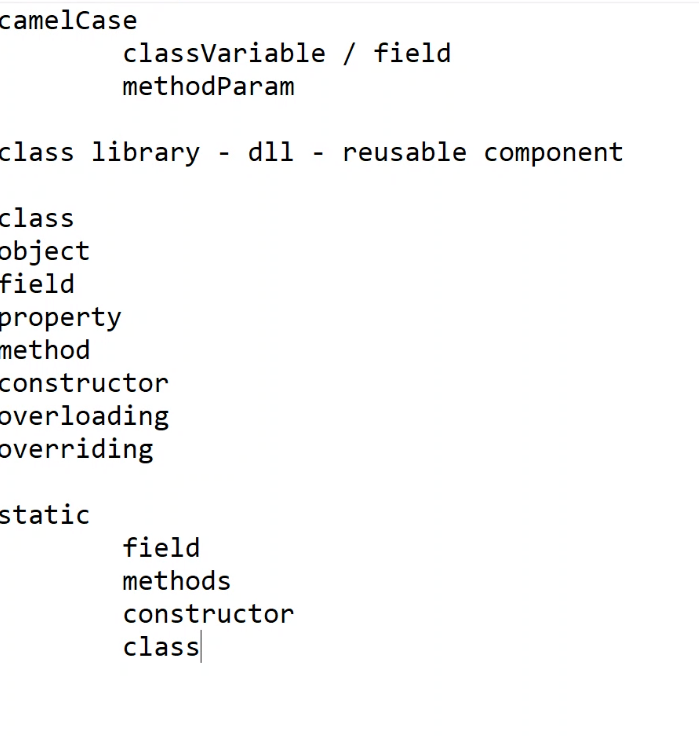 camelCase
classVariable / field
methodParam
class library - dll - reusable component
class
object
field
property
method
constructor
overloading
overriding
static
field
methods
constructor
class